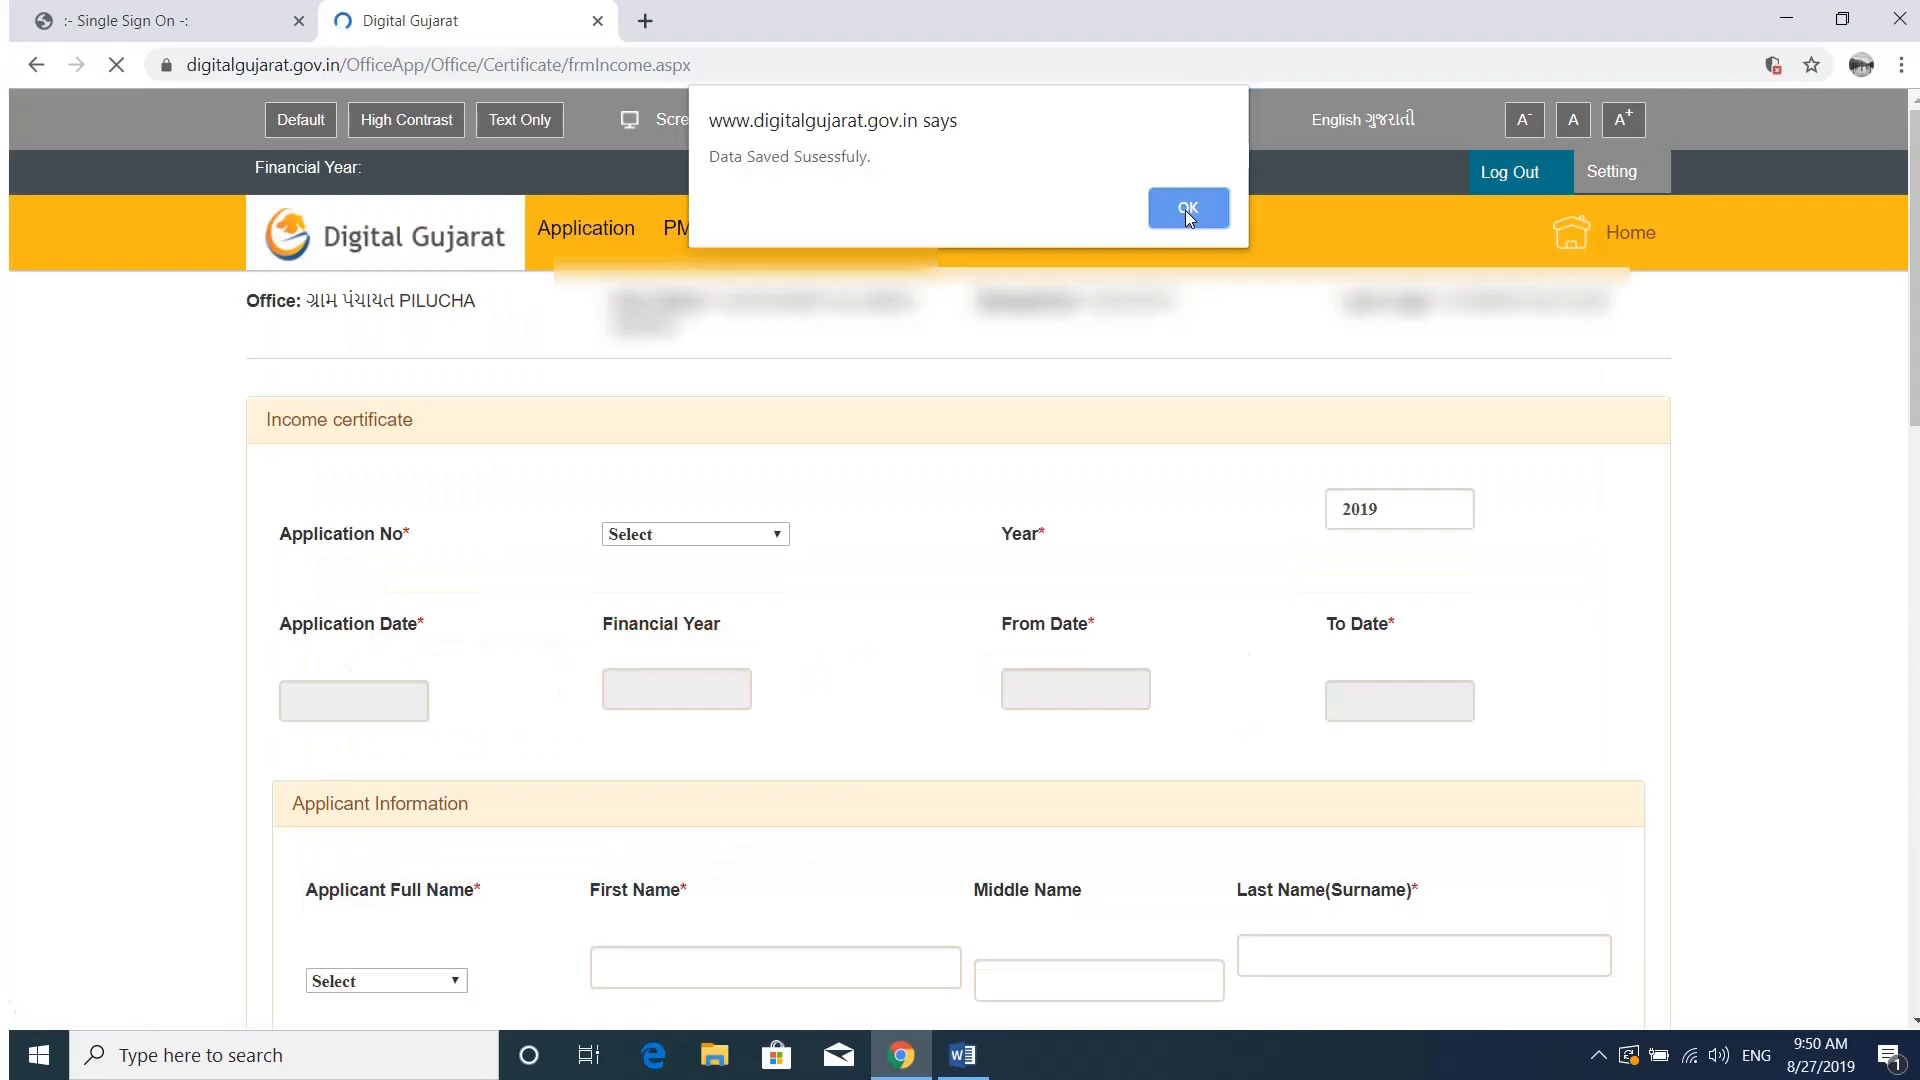 :- Single Sign On -:
Digital Gujarat
digitalgujarat.gov.in/OfficeApp/Office/Certificate/frmIncome.aspx
Default
High Contrast
Text Only
www.digitalgujarat.gov.in says
Data Saved Susessfuly.
OK
English ગુજરાતી
A-
A
A+
Financial Year:
Log Out
Setting
Digital Gujarat
Application
Home
Office: ગ્રામ પંચાયત PILUCHA
Income certificate
Application No*
Select
Year*
2019
Application Date*
Financial Year
From Date*
To Date*
Applicant Information
Applicant Full Name*
First Name*
Middle Name
Last Name(Surname)*
Select
Type here to search
ENG
9:50 AM
8/27/2019
1